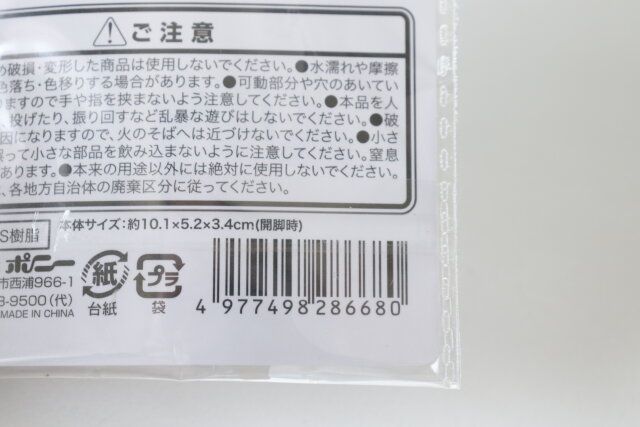 ご注意
め破損・変形した商品は使用しないでください。●水濡れや摩擦
色落ち・色移りする場合があります。●可動部分や穴のあいてい
りますので手や指を挟まないよう注意してください。●本品を人
投げたり、振り回すなど乱暴な遊びはしないでください。●破
因になりますので、火のそばへは近づけないでください。●小さ
誤って小さな部品を飲み込まないように注意してください。窒息
あります。●本来の用途以外には絶対に使用しないでください。
、各地方自治体の廃棄区分に従ってください。
本体サイズ:約10.1×5.2×3.4cm(開脚時)
S樹脂
ポニー
市西浦966-1
3-9500(代)
MADE IN CHINA
紙
台紙
プラ
袋
4 977498 286680